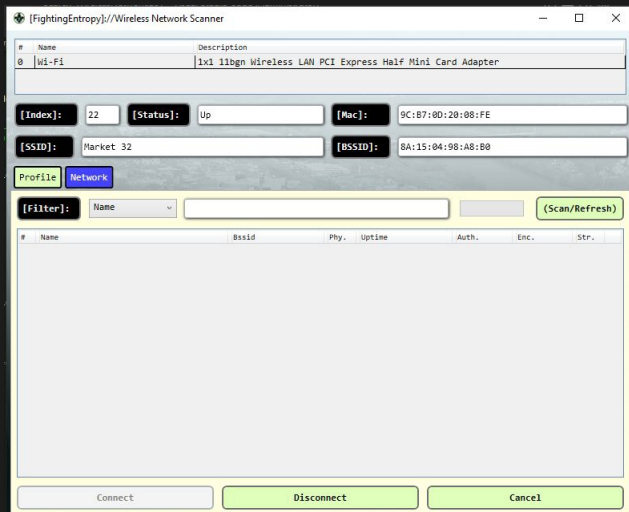 [FightingEntropy]://Wireless Network Scanner
# Name Description
0 Wi-Fi 1x1 11bgn Wireless LAN PCI Express Half Mini Card Adapter
[Index]: 22 [Status]: Up [Mac]: 9C:B7:0D:20:08:FE
[SSID]: Market 32 [BSSID]: 8A:15:04:98:A8:B0
Profile Network
[Filter]: Name (Scan/Refresh)
# Name Bssid Phy. Uptime Auth. Enc. Str.
Connect Disconnect Cancel